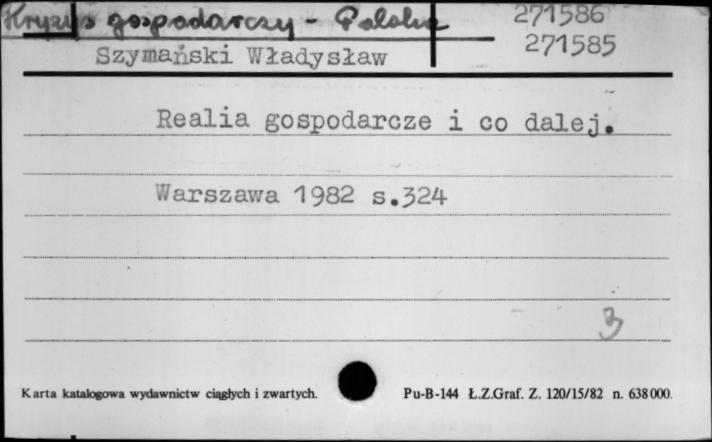 Kryzys gospodarczy - Polska
271586
271585
Szymański Władysław
Realia gospodarcze i co dalej.
Warszawa 1982 s.324
3
Karta katalogowa wydawnictw ciągłych i zwartych.
Pu-B-144 Ł.Z.Graf. Z. 120/15/82 n. 638000.